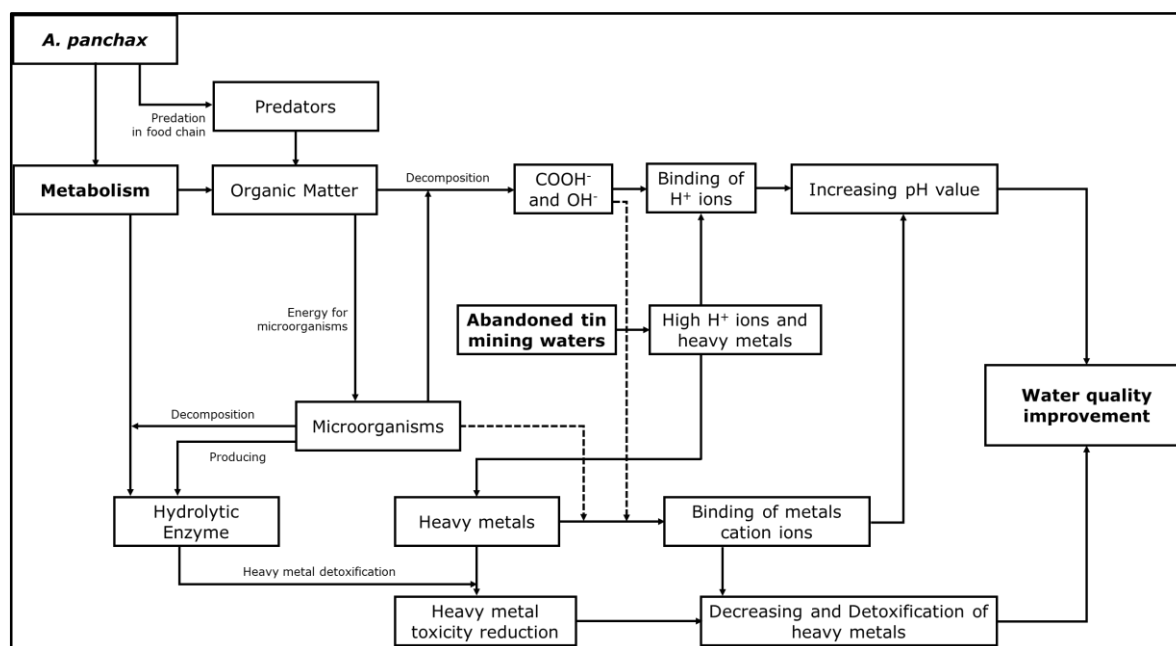 A. panchax
Predators
Predation
in food chain
Metabolism
Organic Matter
Decomposition
COOH⁻
and OH⁻
Binding of
H⁺ ions
Increasing pH value
Energy for
microorganisms
Abandoned tin
mining waters
High H⁺ ions and
heavy metals
Water quality
improvement
Decomposition
Microorganisms
Producing
Hydrolytic
Enzyme
Heavy metals
Binding of metals
cation ions
Heavy metal detoxification
Heavy metal
toxicity reduction
Decreasing and Detoxification of
heavy metals